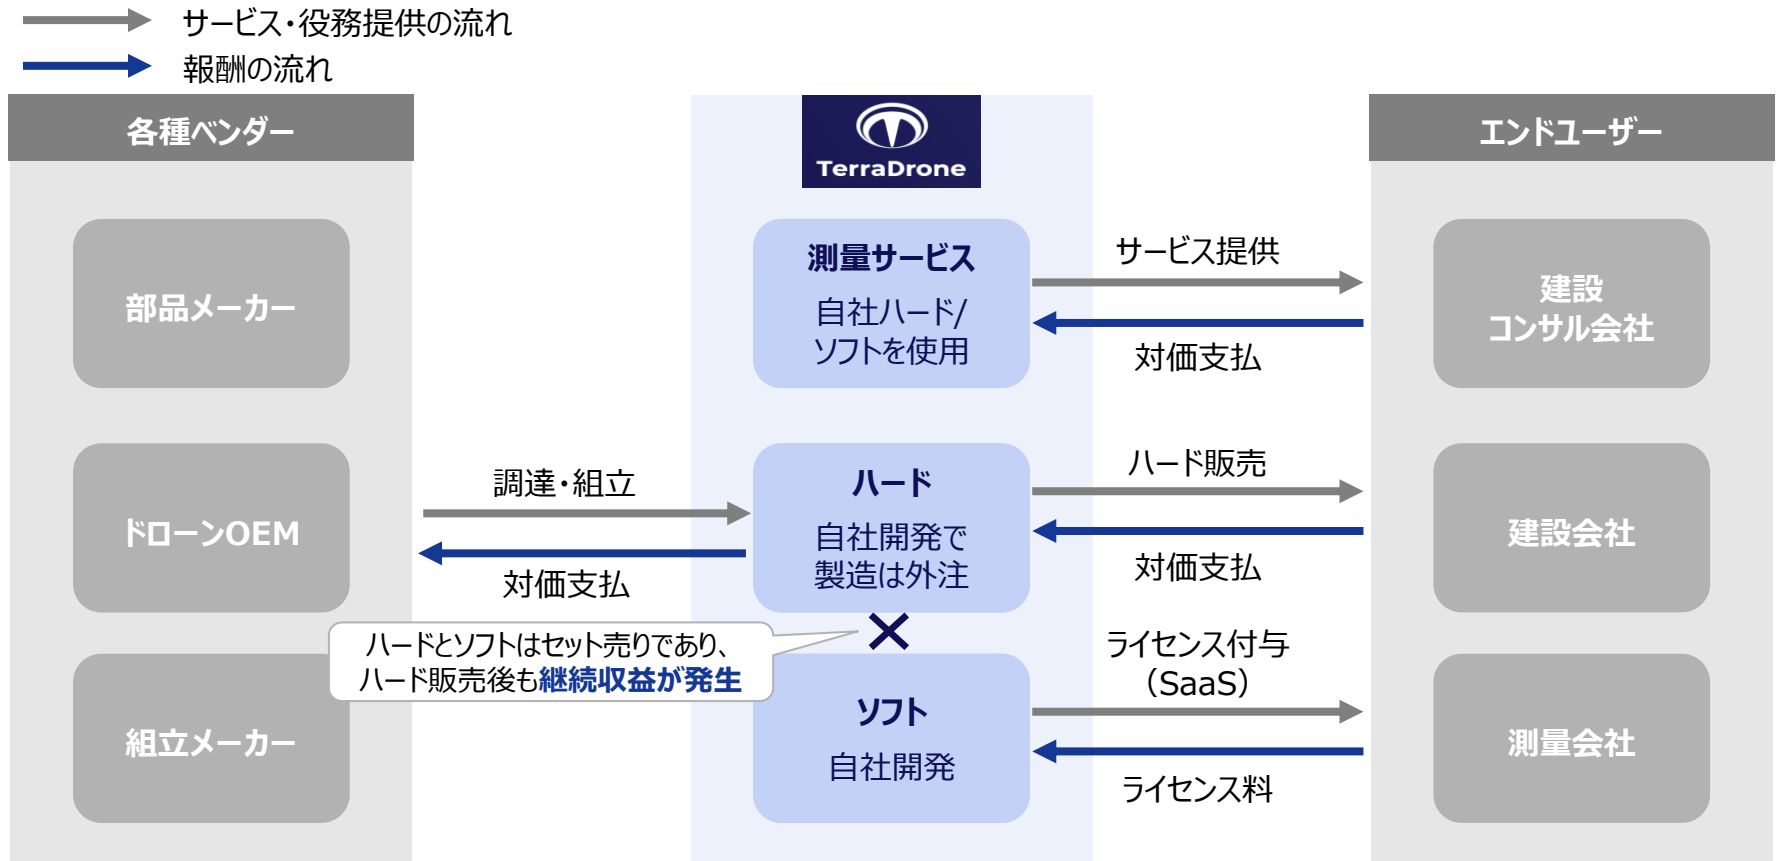 サービス・役務提供の流れ
報酬の流れ
各種ベンダー
部品メーカー
ドローンOEM
組立メーカー
調達・組立
対価支払
TerraDrone
測量サービス
自社ハード/
ソフトを使用
ハード
自社開発で
製造は外注
ハードとソフトはセット売りであり、
ハード販売後も継続収益が発生
ソフト
自社開発
サービス提供
対価支払
ハード販売
対価支払
ライセンス付与
（SaaS）
ライセンス料
エンドユーザー
建設
コンサル会社
建設会社
測量会社